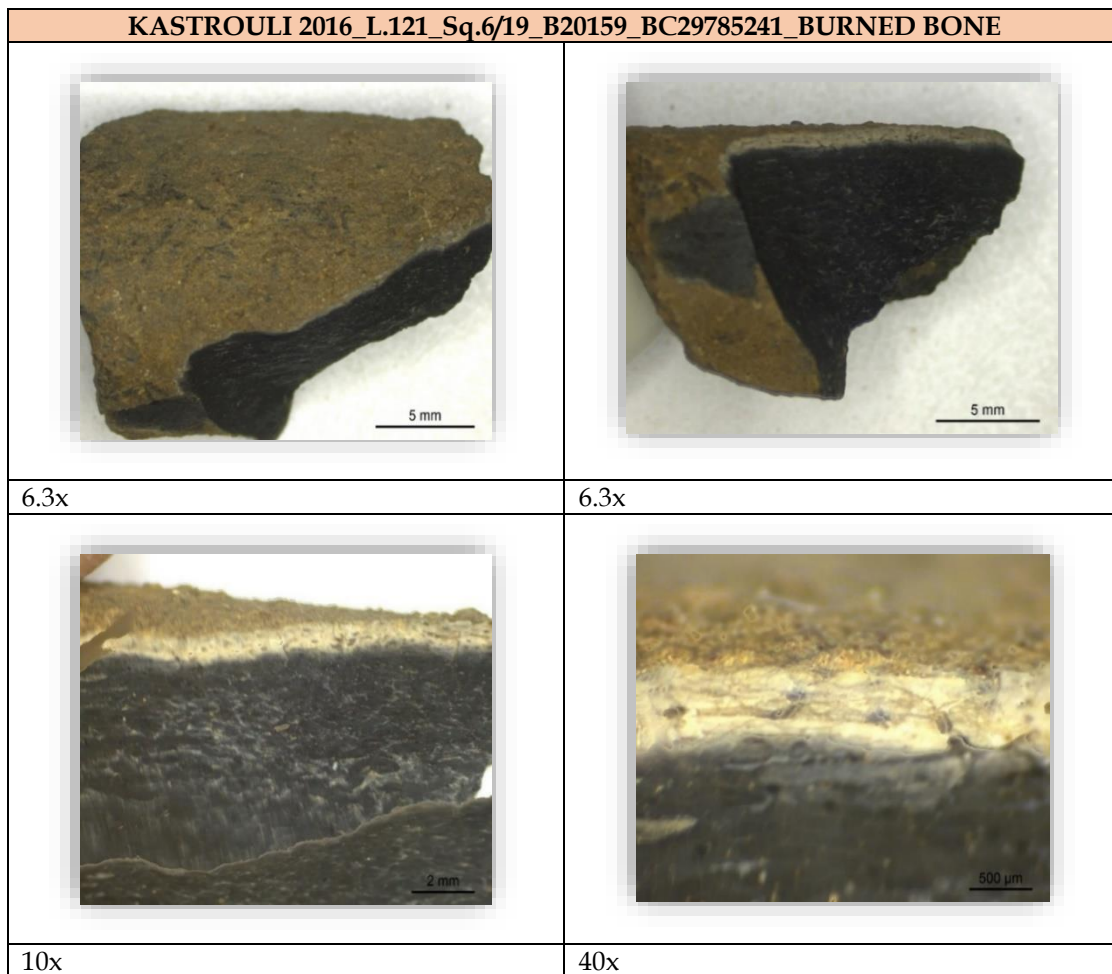 KASTROULI 2016_L.121_Sq.6/19_B20159_BC29785241_BURNED BONE
5 mm
5 mm
6.3x
6.3x
2 mm
500 µm
10x
40x